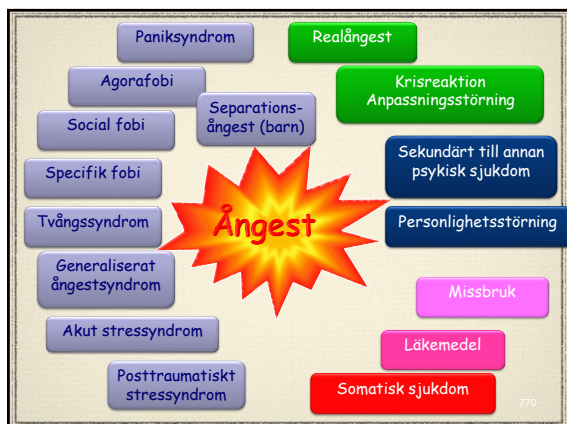 Paniksyndrom
Realångest
Agorafobi
Krisreaktion
Anpassningsstörning
Separations-
ångest (barn)
Social fobi
Sekundärt till annan
psykisk sjukdom
Specifik fobi
Ångest
Tvångssyndrom
Personlighetsstörning
Generaliserat
ångestsyndrom
Missbruk
Akut stressyndrom
Läkemedel
Posttraumatiskt
stressyndrom
Somatisk sjukdom
770